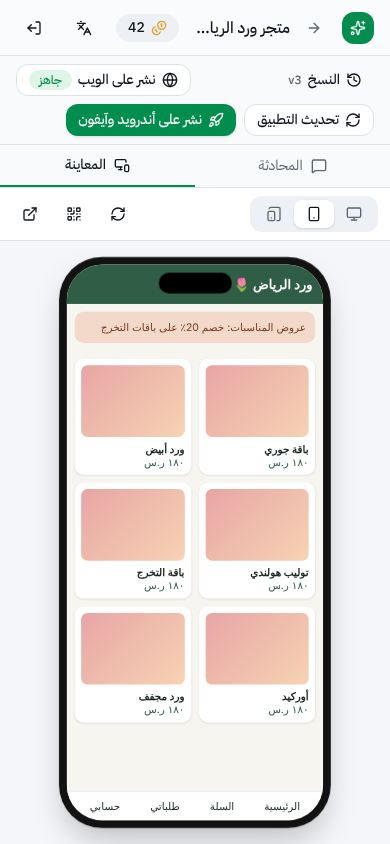 متجر ورد الريا...
42
النسخ v3
نشر على الويب جاهز
تحديث التطبيق
نشر على أندرويد وآيفون
المحادثة
المعاينة
ورد الرياض 🌷
عروض المناسبات: خصم 20٪ على باقات التخرج
باقة جوري
١٨٠ ر.س
ورد أبيض
١٨٠ ر.س
توليب هولندي
١٨٠ ر.س
باقة التخرج
١٨٠ ر.س
أوركيد
١٨٠ ر.س
ورد مجفف
١٨٠ ر.س
الرئيسية
السلة
طلباتي
حسابي